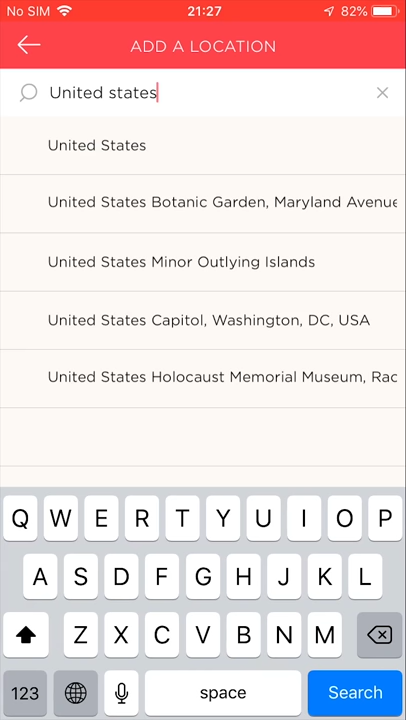 No SIM 21:27 82%
ADD A LOCATION
United states
United States
United States Botanic Garden, Maryland Avenue
United States Minor Outlying Islands
United States Capitol, Washington, DC, USA
United States Holocaust Memorial Museum, Rao
Q W E R T Y U I O P
A S D F G H J K L
Z X C V B N M
123 space Search